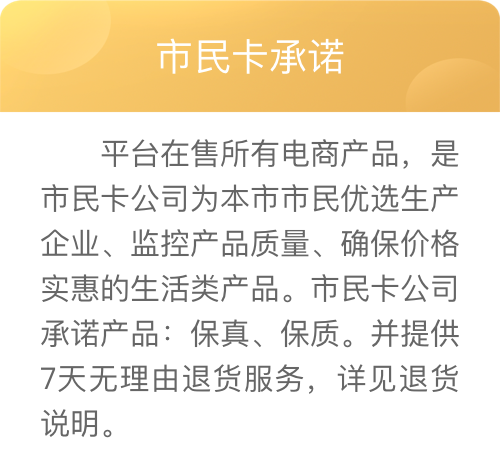 市民卡承诺
平台在售所有电商产品，是
市民卡公司为本市市民优选生产
企业、监控产品质量、确保价格
实惠的生活类产品。市民卡公司
承诺产品：保真、保质。并提供
7天无理由退货服务，详见退货
说明。